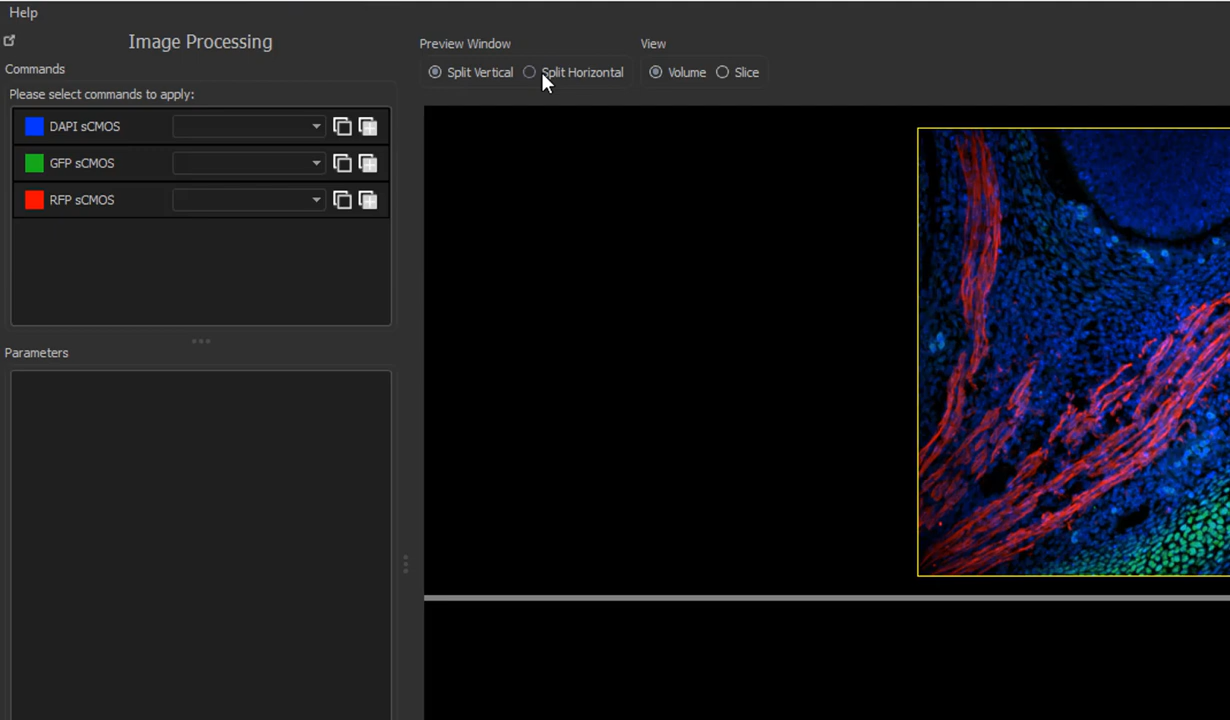 Help
Image Processing
Commands
Please select commands to apply:
DAPI sCMOS
GFP sCMOS
RFP sCMOS
Parameters
Preview Window
Split Vertical
Split Horizontal
View
Volume
Slice